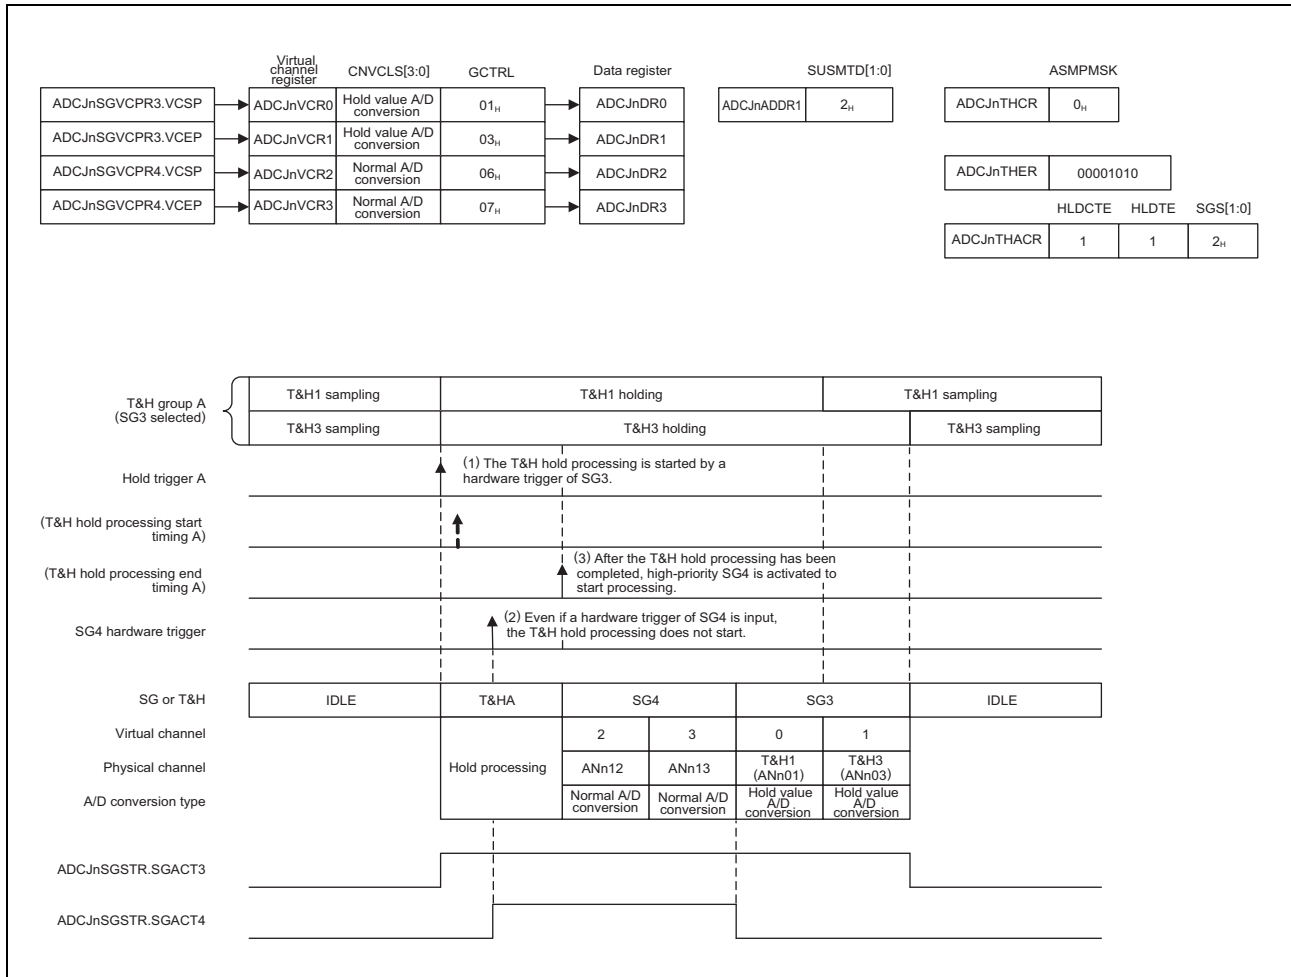 Virtual
channel
register
CNVCLS[3:0]
GCTRL
Data register
SUSMTD[1:0]
ASMPMSK
ADCJnSGVCPR3.VCSP
ADCJnVCR0
Hold value A/D
conversion
01H
ADCJnDR0
ADCJnADDR1
2H
ADCJnTHCR
0H
ADCJnSGVCPR3.VCEP
ADCJnVCR1
Hold value A/D
conversion
03H
ADCJnDR1
ADCJnSGVCPR4.VCSP
ADCJnVCR2
Normal A/D
conversion
06H
ADCJnDR2
ADCJnTHER
00001010
ADCJnSGVCPR4.VCEP
ADCJnVCR3
Normal A/D
conversion
07H
ADCJnDR3
HLDCTE
HLDTE
SGS[1:0]
ADCJnTHACR
1
1
2H
T&H group A
(SG3 selected)
T&H1 sampling
T&H1 holding
T&H1 sampling
T&H3 sampling
T&H3 holding
T&H3 sampling
Hold trigger A
(1) The T&H hold processing is started by a
hardware trigger of SG3.
(T&H hold processing start
timing A)
(T&H hold processing end
timing A)
(3) After the T&H hold processing has been
completed, high-priority SG4 is activated to
start processing.
SG4 hardware trigger
(2) Even if a hardware trigger of SG4 is input,
the T&H hold processing does not start.
SG or T&H
IDLE
T&HA
SG4
SG3
IDLE
Virtual channel
2
3
0
1
Physical channel
Hold processing
ANn12
ANn13
T&H1
(ANn01)
T&H3
(ANn03)
A/D conversion type
Normal A/D
conversion
Normal A/D
conversion
Hold value
A/D
conversion
Hold value
A/D
conversion
ADCJnSGSTR.SGACT3
ADCJnSGSTR.SGACT4